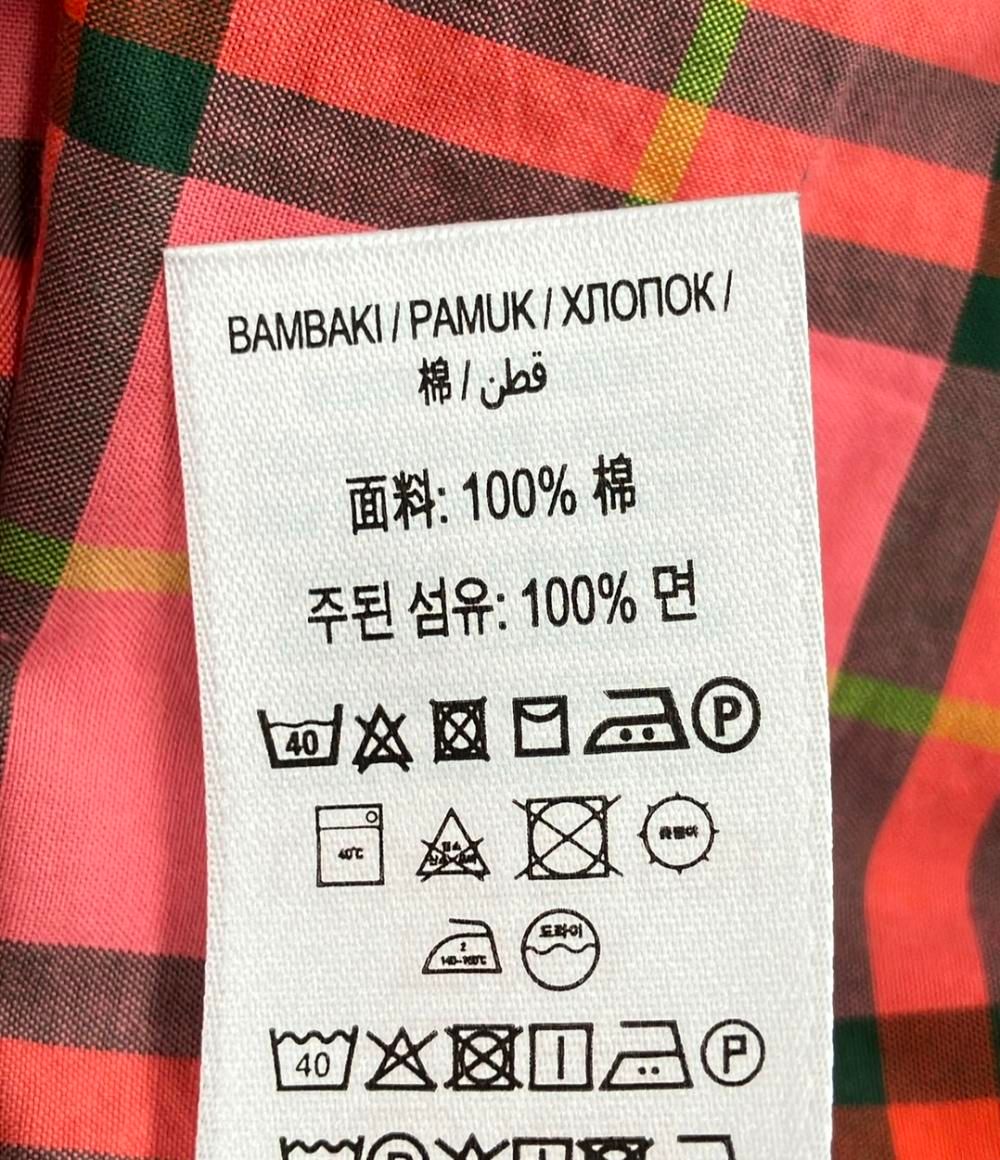 BAMBAKI / PAMUK / ХЛОПОК /
棉 / قطن
面料: 100% 棉
주된 섬유: 100% 면
40 P
40℃
2 도라이
140~160℃
40 P